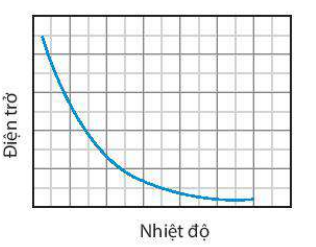 Điện trở
Nhiệt độ